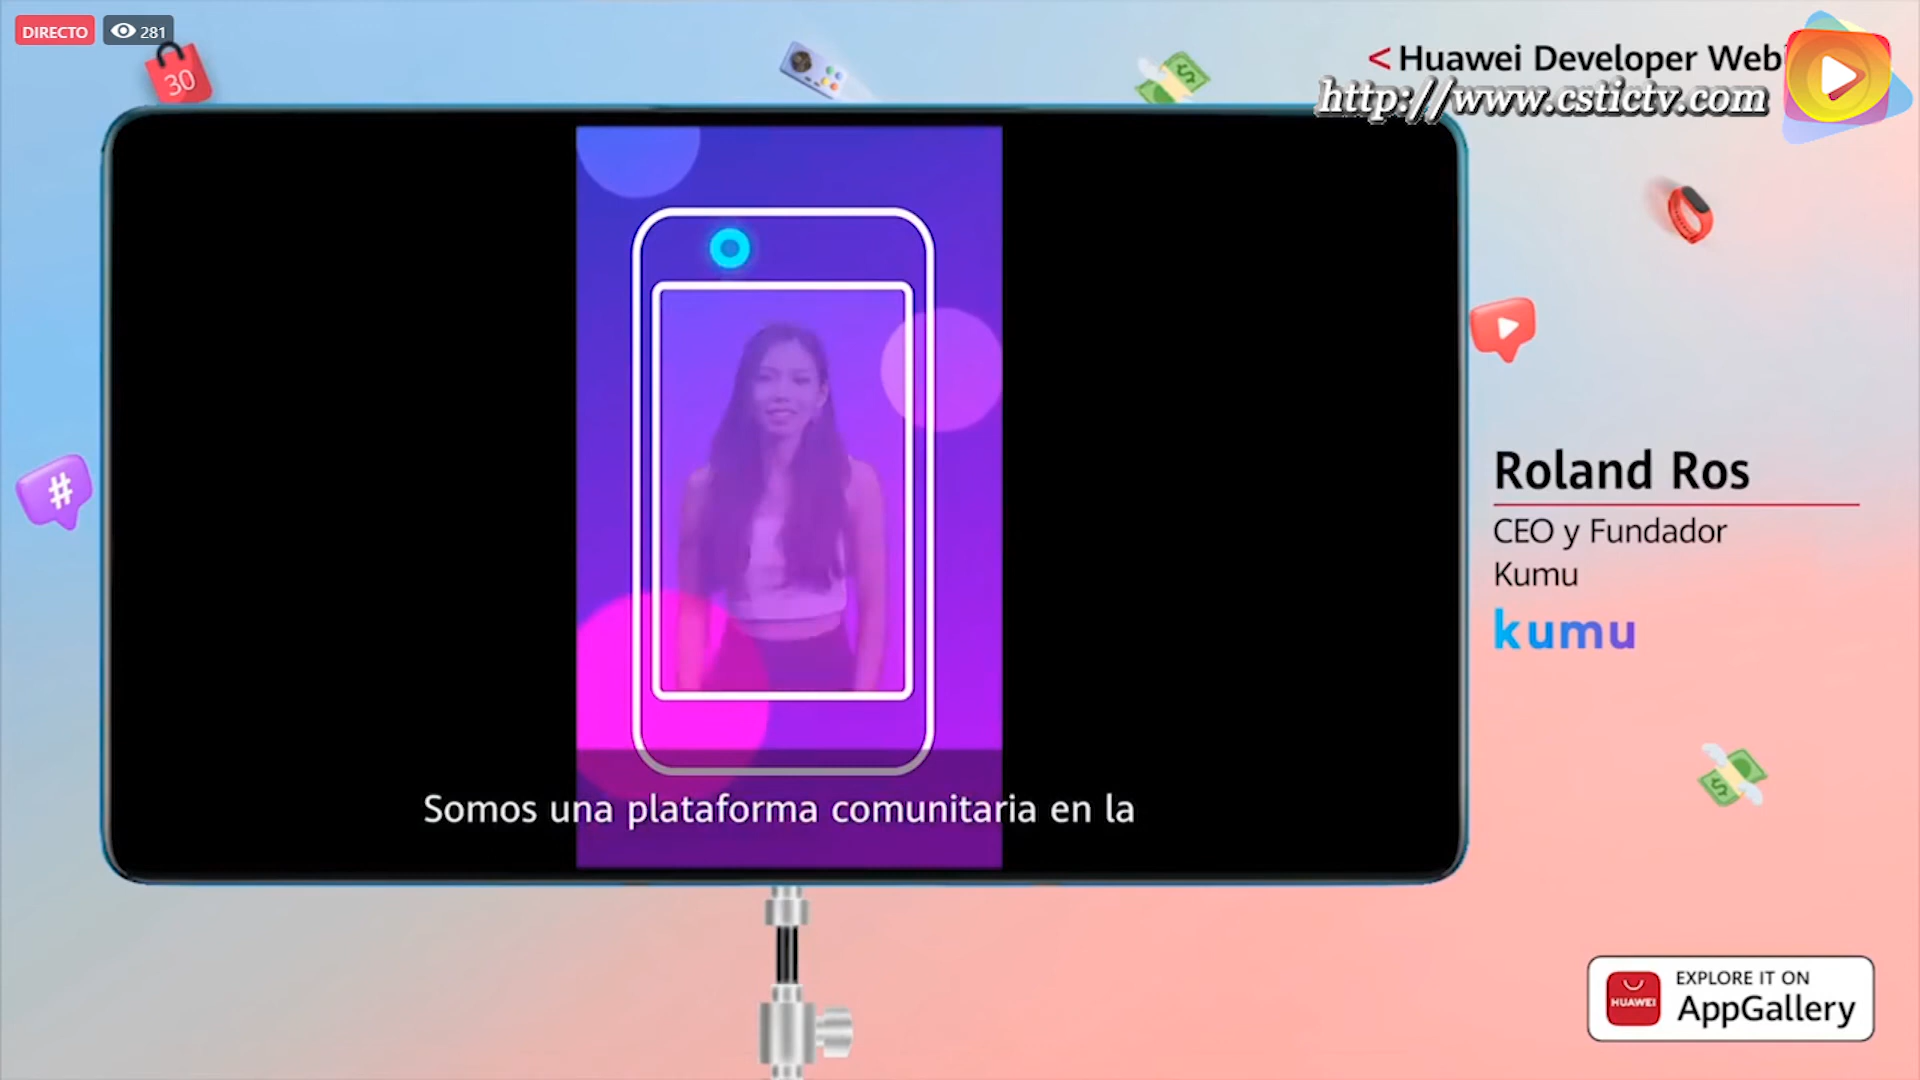 DIRECTO
281
30
< Huawei Developer Web
http://www.cstictv.com
#
Roland Ros
CEO y Fundador
Kumu
kumu
Somos una plataforma comunitaria en la
EXPLORE IT ON
HUAWEI
AppGallery